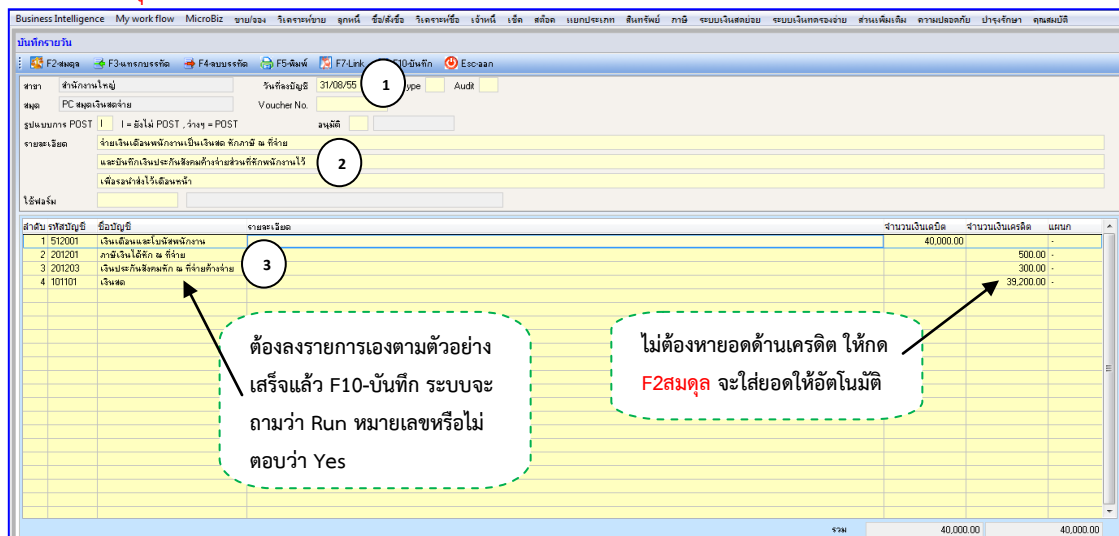 Business Intelligence My work flow MicroBiz ขาย/จอง วิเคราะห์ขาย ลูกหนี้ ซื้อ/สั่งซื้อ วิเคราะห์ซื้อ เจ้าหนี้ เช็ค สต๊อค แยกประเภท สินทรัพย์ ภาษี ระบบเงินสดย่อย ระบบเงินทดรองจ่าย ส่วนเพิ่มเติม ความปลอดภัย บำรุงรักษา คุณสมบัติ
บันทึกรายวัน
F2-สมดุล F3-แทรกบรรทัด F4-ลบบรรทัด F5-พิมพ์ F7-Link F10-บันทึก Esc-ออก
สาขา สำนักงานใหญ่ วันที่ลงบัญชี 31/08/55 1 ype Audit
สมุด PC สมุดเงินสดจ่าย Voucher No.
รูปแบบการ POST I I = ยังไม่ POST , ว่างๆ = POST อนุมัติ
รายละเอียด จ่ายเงินเดือนพนักงานเป็นเงินสด หักภาษี ณ ที่จ่าย
และบันทึกเงินประกันสังคมค้างจ่ายส่วนที่หักพนักงานไว้ 2
เพื่อรอนำส่งไว้เดือนหน้า
ใช้ฟอร์ม
ลำดับ รหัสบัญชี ชื่อบัญชี รายละเอียด จำนวนเงินเดบิต จำนวนเงินเครดิต แผนก
1 512001 เงินเดือนและโบนัสพนักงาน 40,000.00 -
2 201201 ภาษีเงินได้หัก ณ ที่จ่าย 500.00 -
3 201203 เงินประกันสังคมหัก ณ ที่จ่ายค้างจ่าย 3 300.00 -
4 101101 เงินสด 39,200.00 -
ต้องลงรายการเองตามตัวอย่าง
เสร็จแล้ว F10-บันทึก ระบบจะ
ถามว่า Run หมายเลขหรือไม่
ตอบว่า Yes
ไม่ต้องหายอดด้านเครดิต ให้กด
F2สมดุล จะใส่ยอดให้อัตโนมัติ
รวม 40,000.00 40,000.00